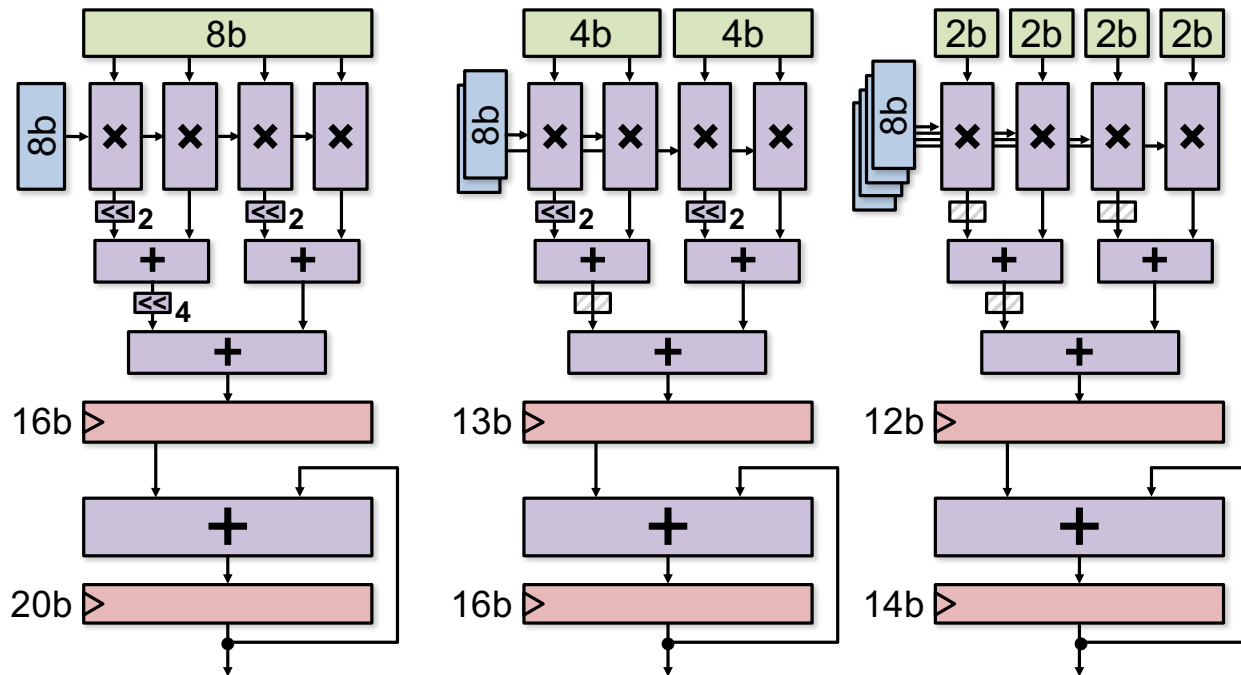 8b
8b
×
×
×
×
<< 2
<< 2
+
+
<< 4
+
16b
+
20b
4b
4b
8b
×
×
×
×
<< 2
<< 2
+
+
+
13b
+
16b
2b
2b
2b
2b
8b
×
×
×
×
+
+
+
12b
+
14b